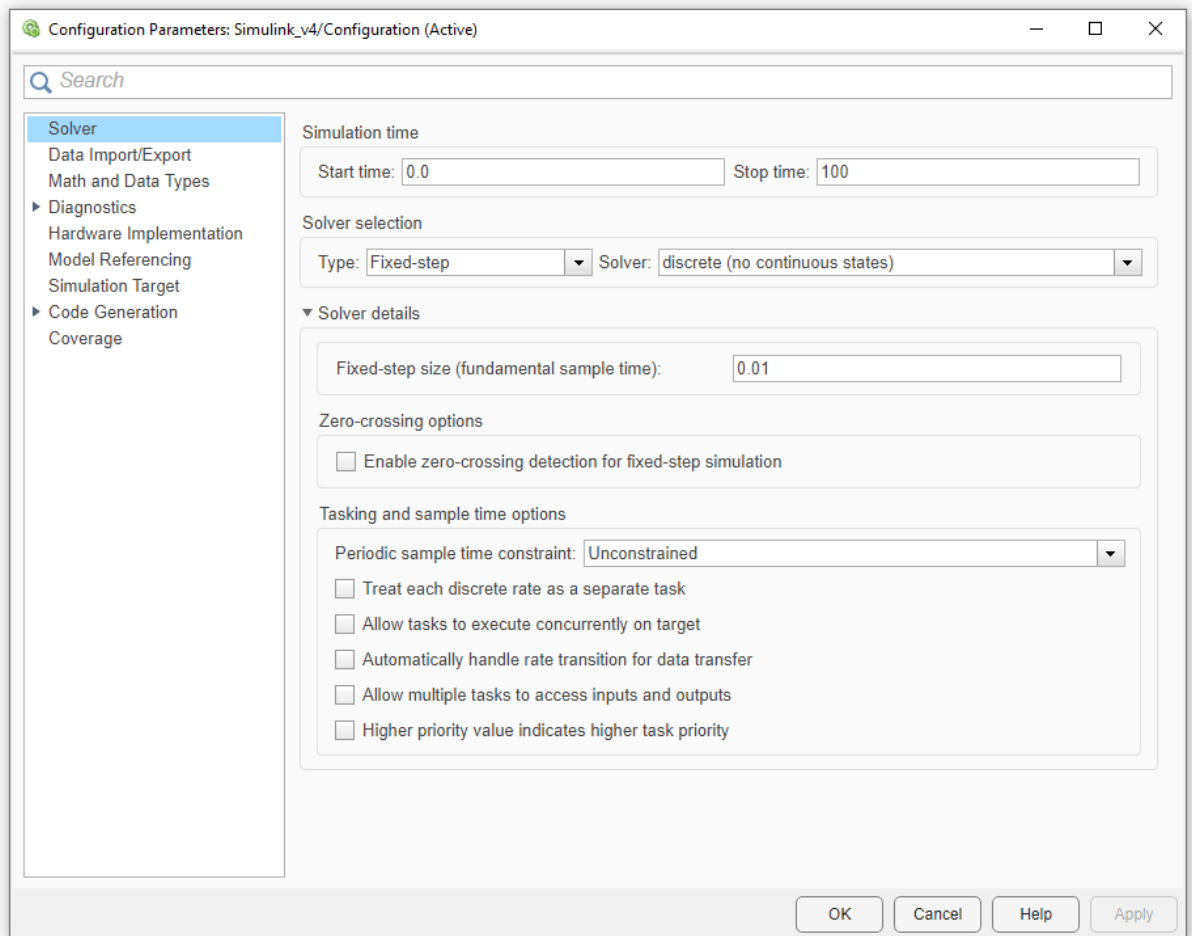 Configuration Parameters: Simulink_v4/Configuration (Active)
Search
Solver
Data Import/Export
Math and Data Types
Diagnostics
Hardware Implementation
Model Referencing
Simulation Target
Code Generation
Coverage
Simulation time
Start time: 0.0 Stop time: 100
Solver selection
Type: Fixed-step Solver: discrete (no continuous states)
Solver details
Fixed-step size (fundamental sample time): 0.01
Zero-crossing options
Enable zero-crossing detection for fixed-step simulation
Tasking and sample time options
Periodic sample time constraint: Unconstrained
Treat each discrete rate as a separate task
Allow tasks to execute concurrently on target
Automatically handle rate transition for data transfer
Allow multiple tasks to access inputs and outputs
Higher priority value indicates higher task priority
OK Cancel Help Apply